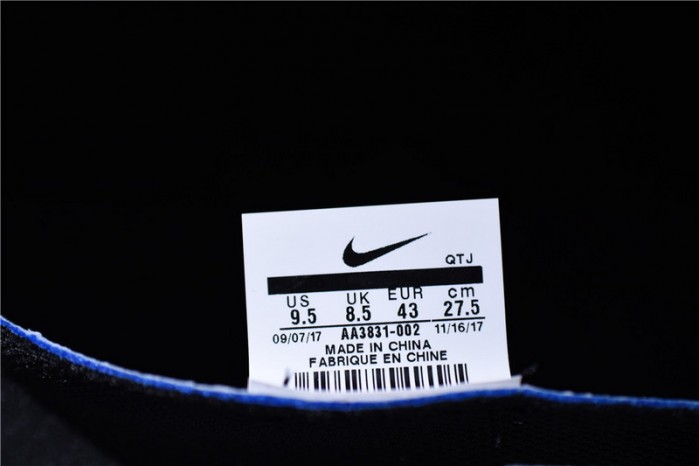 QTJ
US UK EUR cm
9.5 8.5 43 27.5
09/07/17 AA3831-002 11/16/17
MADE IN CHINA
FABRIQUE EN CHINE